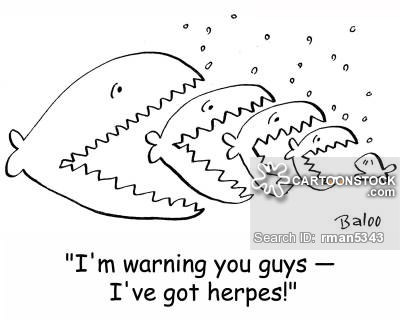 CARTOONSTOCK
.com
Baloo
Search ID: rman5343
"I'm warning you guys —
I've got herpes!"